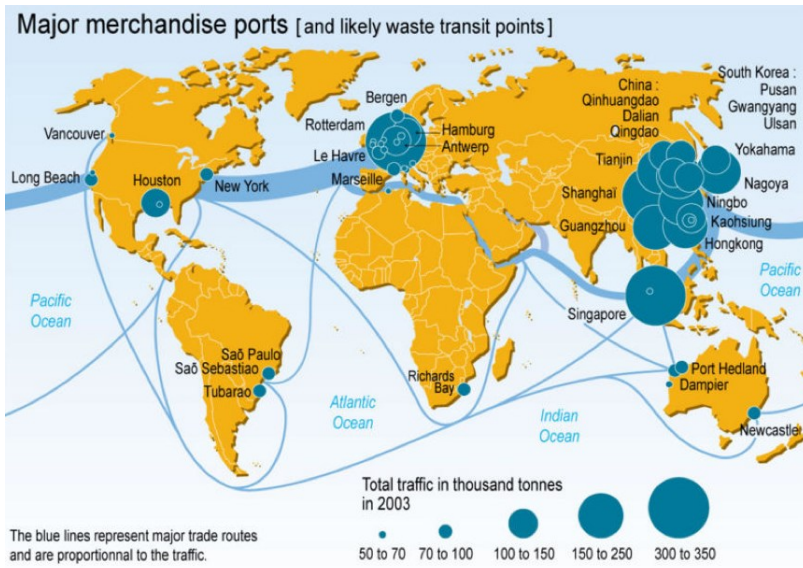 Major merchandise ports [and likely waste transit points]
China :
Qinhuangdao
Dalian
Qingdao
South Korea :
Pusan
Gwangyang
Ulsan
Bergen
Rotterdam
Hamburg
Antwerp
Vancouver
Le Havre
Tianjin
Yokahama
Long Beach
Houston
New York
Marseille
Shanghaï
Nagoya
Ningbo
Guangzhou
Kaohsiung
Hongkong
Pacific
Ocean
Pacific
Ocean
Singapore
Saõ Paulo
Saõ Sebastiao
Tubarao
Richards
Bay
Port Hedland
Dampier
Atlantic
Ocean
Indian
Ocean
Newcastle
Total traffic in thousand tonnes
in 2003
The blue lines represent major trade routes
and are proportionnal to the traffic.
50 to 70
70 to 100
100 to 150
150 to 250
300 to 350